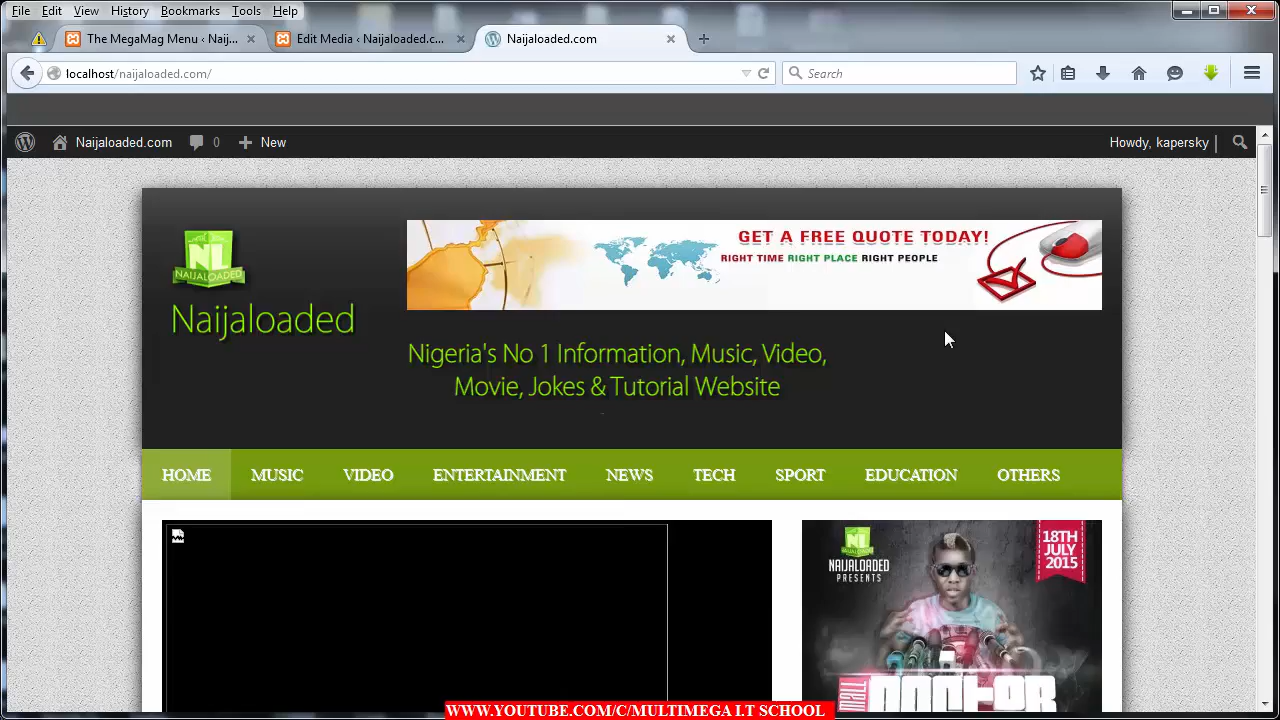 File Edit View History Bookmarks Tools Help
The MegaMag Menu ‹ Naij...
Edit Media ‹ Naijaloaded.c...
Naijaloaded.com
localhost/naijaloaded.com/
Search
Naijaloaded.com 0 New
Howdy, kapersky
NL
NAIJALOADED
Naijaloaded
GET A FREE QUOTE TODAY!
RIGHT TIME RIGHT PLACE RIGHT PEOPLE
Nigeria's No 1 Information, Music, Video,
Movie, Jokes & Tutorial Website
HOME MUSIC VIDEO ENTERTAINMENT NEWS TECH SPORT EDUCATION OTHERS
NL
NAIJALOADED
PRESENTS
18TH
JULY
2015
DOCTOR
WWW.YOUTUBE.COM/C/MULTIMEGA I.T SCHOOL